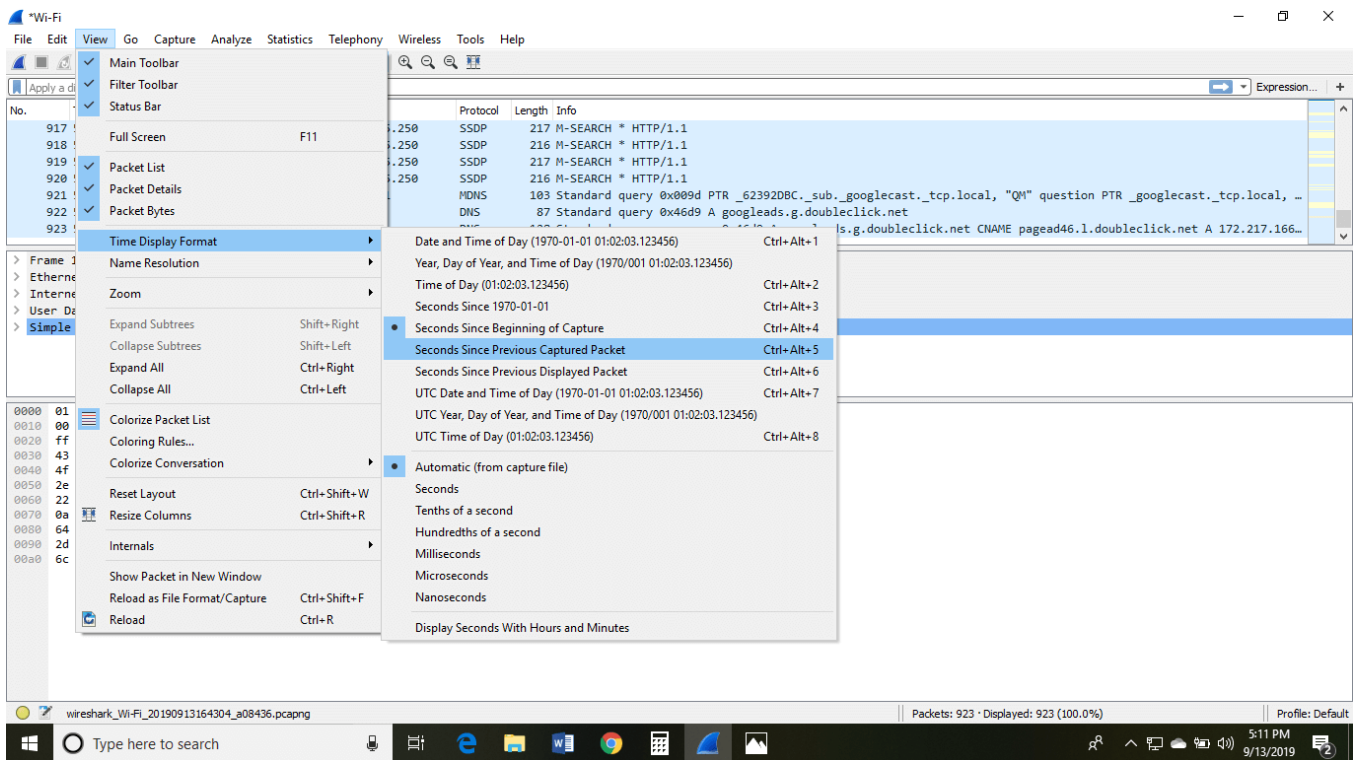 *Wi-Fi
File Edit View Go Capture Analyze Statistics Telephony Wireless Tools Help
Main Toolbar
Filter Toolbar
Status Bar
Full Screen F11
Packet List
Packet Details
Packet Bytes
Time Display Format
Name Resolution
Zoom
Expand Subtrees Shift+Right
Collapse Subtrees Shift+Left
Expand All Ctrl+Right
Collapse All Ctrl+Left
Colorize Packet List
Coloring Rules...
Colorize Conversation
Reset Layout Ctrl+Shift+W
Resize Columns Ctrl+Shift+R
Internals
Show Packet in New Window
Reload as File Format/Capture Ctrl+Shift+F
Reload Ctrl+R
Apply a di
Expression... +
No. Protocol Length Info
917 .250 SSDP 217 M-SEARCH * HTTP/1.1
918 .250 SSDP 216 M-SEARCH * HTTP/1.1
919 .250 SSDP 217 M-SEARCH * HTTP/1.1
920 .250 SSDP 216 M-SEARCH * HTTP/1.1
921 MDNS 103 Standard query 0x009d PTR _62392DBC._sub._googlecast._tcp.local, "QM" question PTR _googlecast._tcp.local, …
922 DNS 87 Standard query 0x46d9 A googleads.g.doubleclick.net
923 s.g.doubleclick.net CNAME pagead46.l.doubleclick.net A 172.217.166…
Date and Time of Day (1970-01-01 01:02:03.123456) Ctrl+Alt+1
Year, Day of Year, and Time of Day (1970/001 01:02:03.123456)
Time of Day (01:02:03.123456) Ctrl+Alt+2
Seconds Since 1970-01-01 Ctrl+Alt+3
Seconds Since Beginning of Capture Ctrl+Alt+4
Seconds Since Previous Captured Packet Ctrl+Alt+5
Seconds Since Previous Displayed Packet Ctrl+Alt+6
UTC Date and Time of Day (1970-01-01 01:02:03.123456) Ctrl+Alt+7
UTC Year, Day of Year, and Time of Day (1970/001 01:02:03.123456)
UTC Time of Day (01:02:03.123456) Ctrl+Alt+8
Automatic (from capture file)
Seconds
Tenths of a second
Hundredths of a second
Milliseconds
Microseconds
Nanoseconds
Display Seconds With Hours and Minutes
Frame 1
Etherne
Interne
User Da
Simple
0000 01
0010 00
0020 ff
0030 43
0040 4f
0050 2e
0060 22
0070 0a
0080 64
0090 2d
00a0 6c
wireshark_Wi-Fi_20190913164304_a08436.pcapng Packets: 923 · Displayed: 923 (100.0%) Profile: Default
Type here to search
5:11 PM
9/13/2019
2